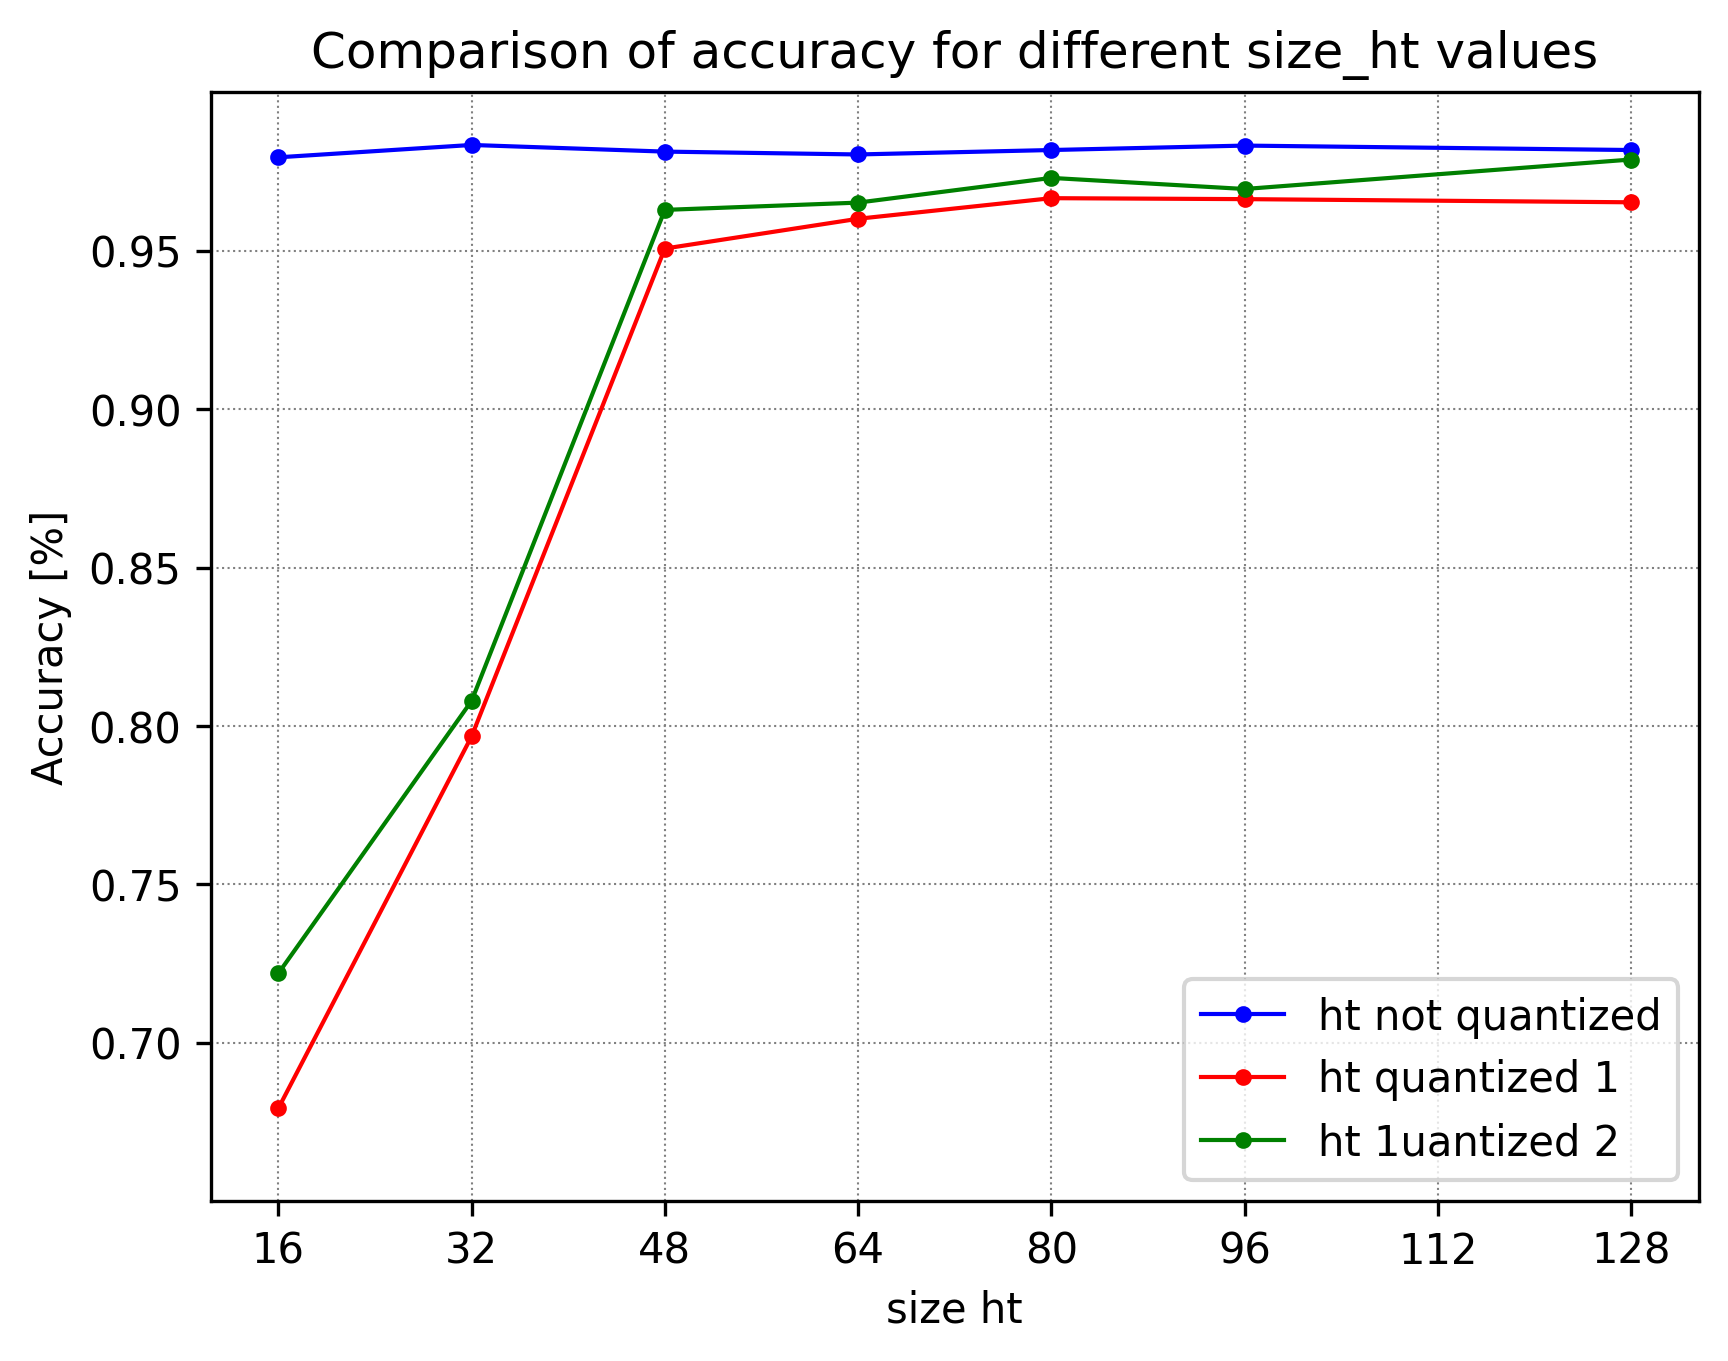 Comparison of accuracy for different size_ht values
Accuracy [%]
0.95
0.90
0.85
0.80
0.75
0.70
16 32 48 64 80 96 112 128
size ht
ht not quantized
ht quantized 1
ht 1uantized 2